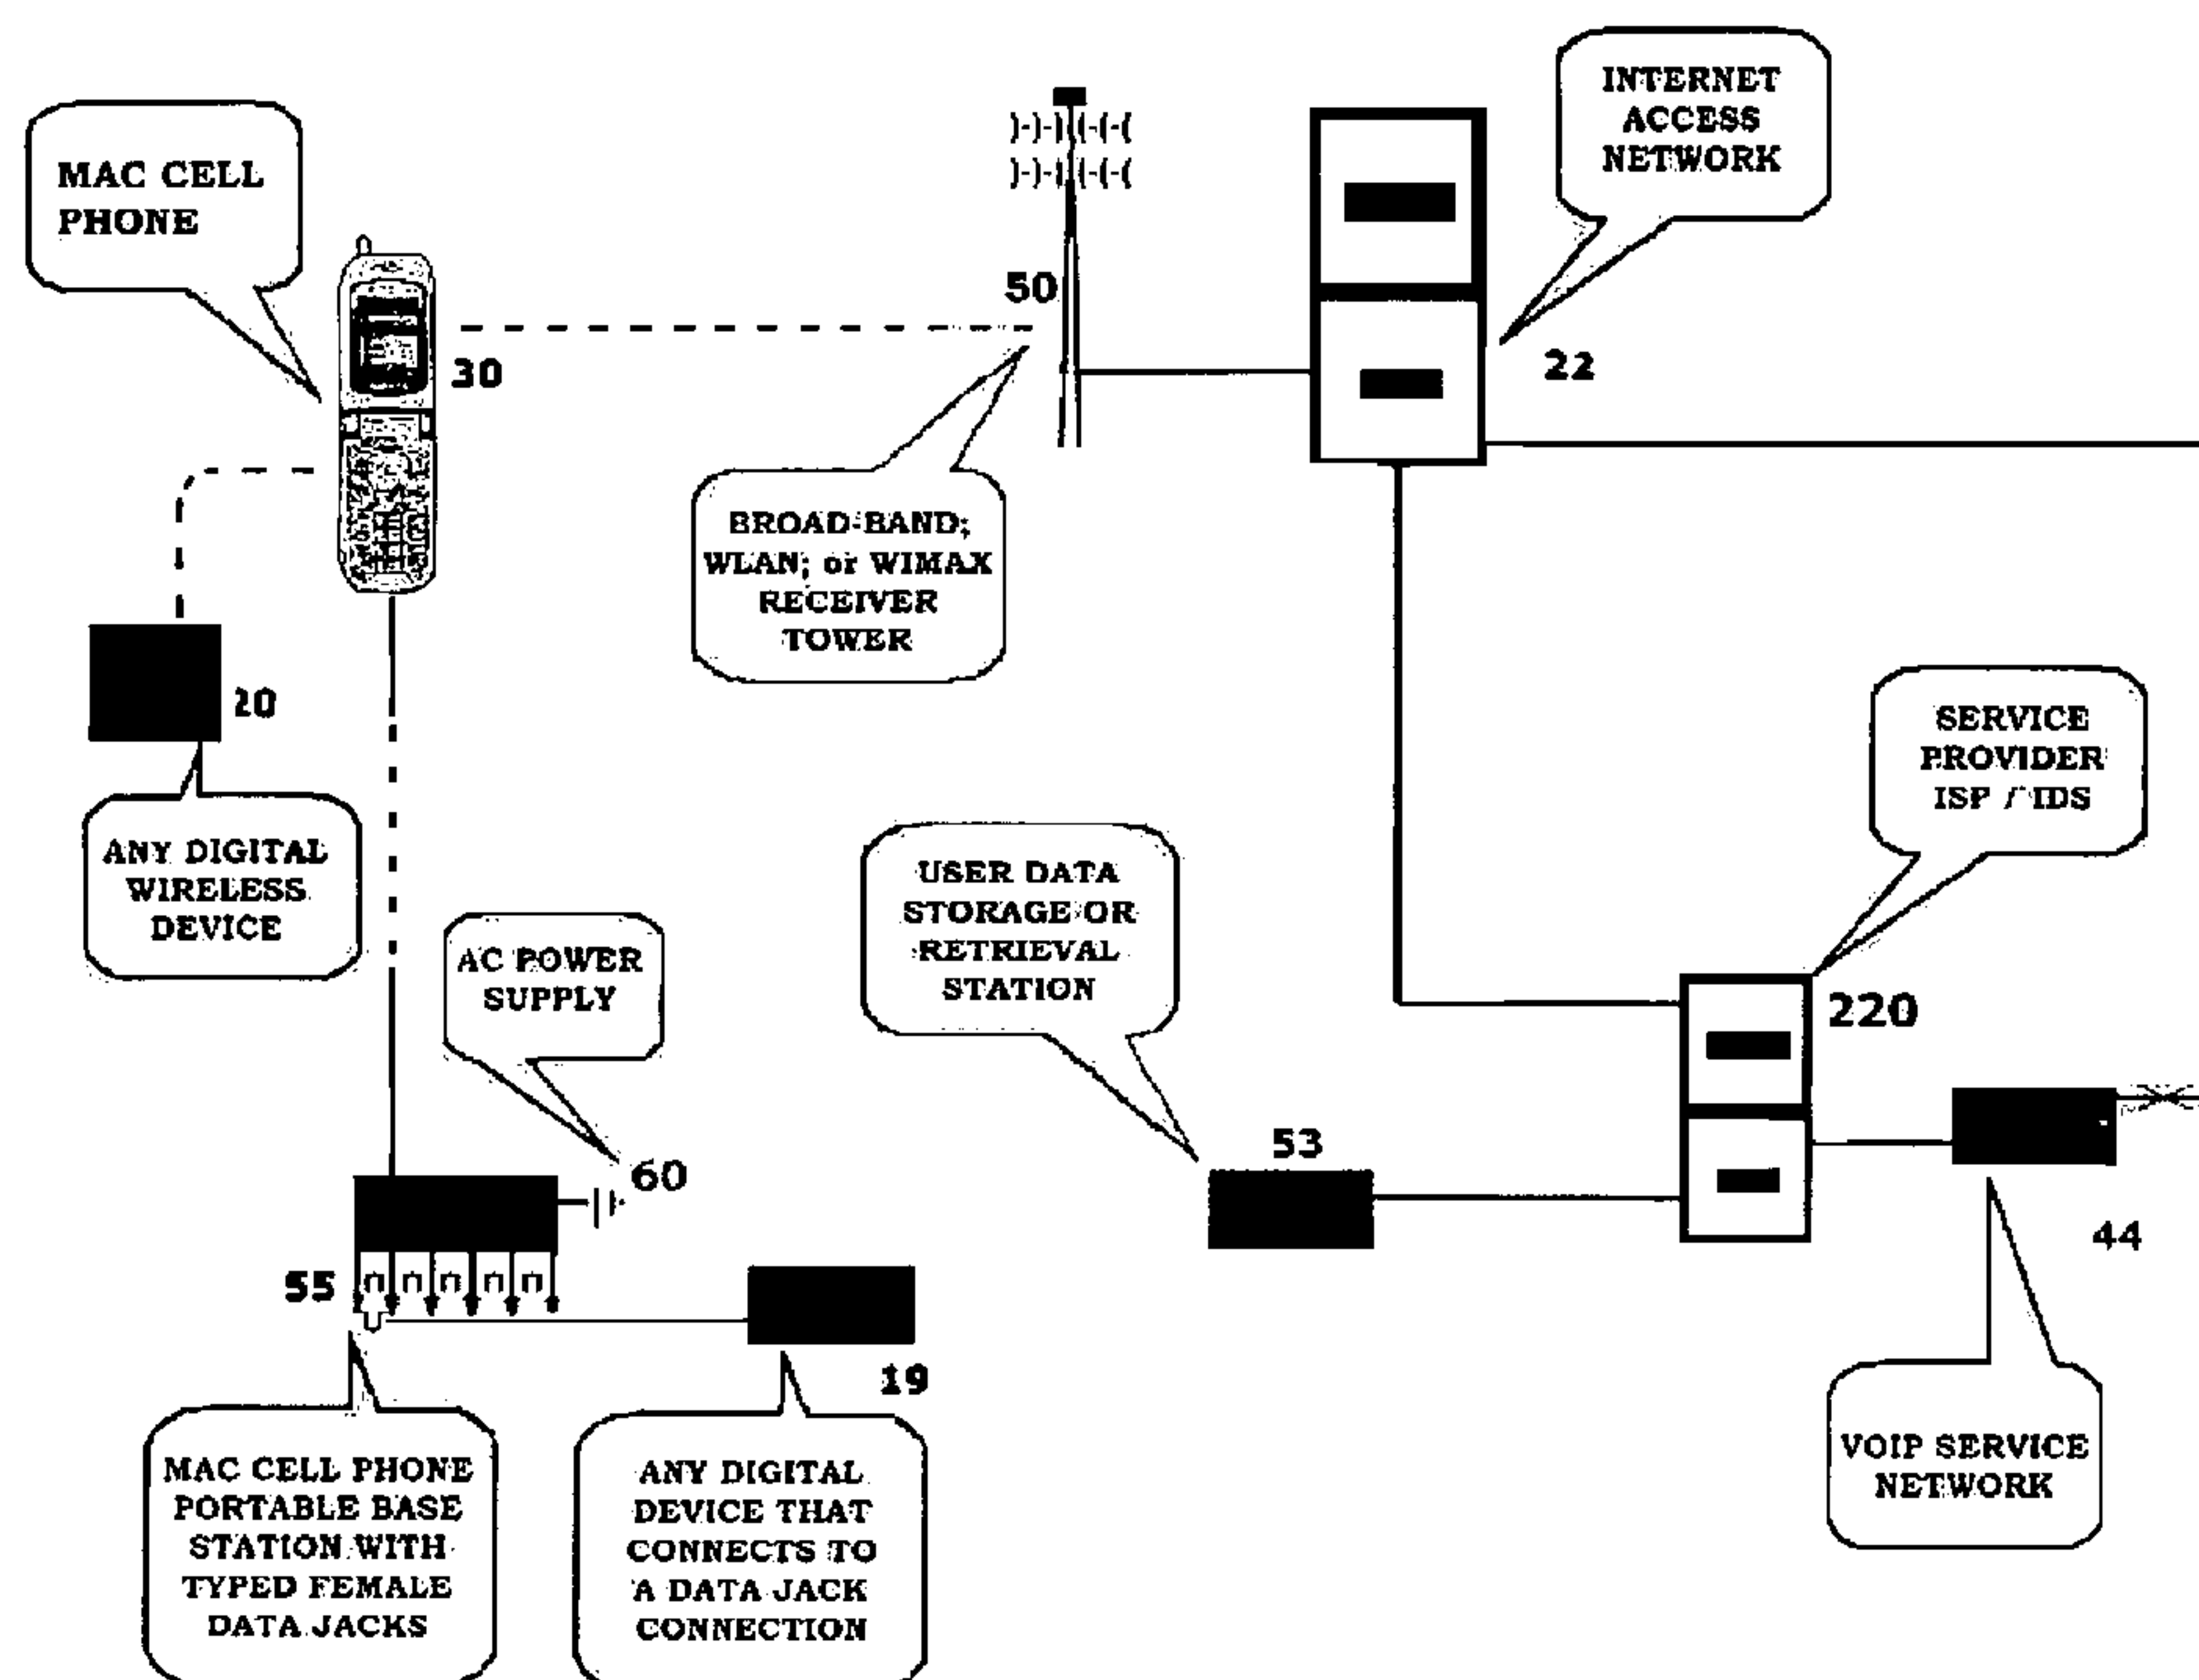 INTERNET
ACCESS
NETWORK
MAC CELL
PHONE
50
30
22
BROAD-BAND;
WLAN; or WIMAX
RECEIVER
TOWER
20
SERVICE
PROVIDER
ISP / IDS
ANY DIGITAL
WIRELESS
DEVICE
USER DATA
STORAGE OR
RETRIEVAL
STATION
AC POWER
SUPPLY
220
53
60
44
55
19
MAC CELL PHONE
PORTABLE BASE
STATION WITH
TYPED FEMALE
DATA JACKS
ANY DIGITAL
DEVICE THAT
CONNECTS TO
A DATA JACK
CONNECTION
VOIP SERVICE
NETWORK